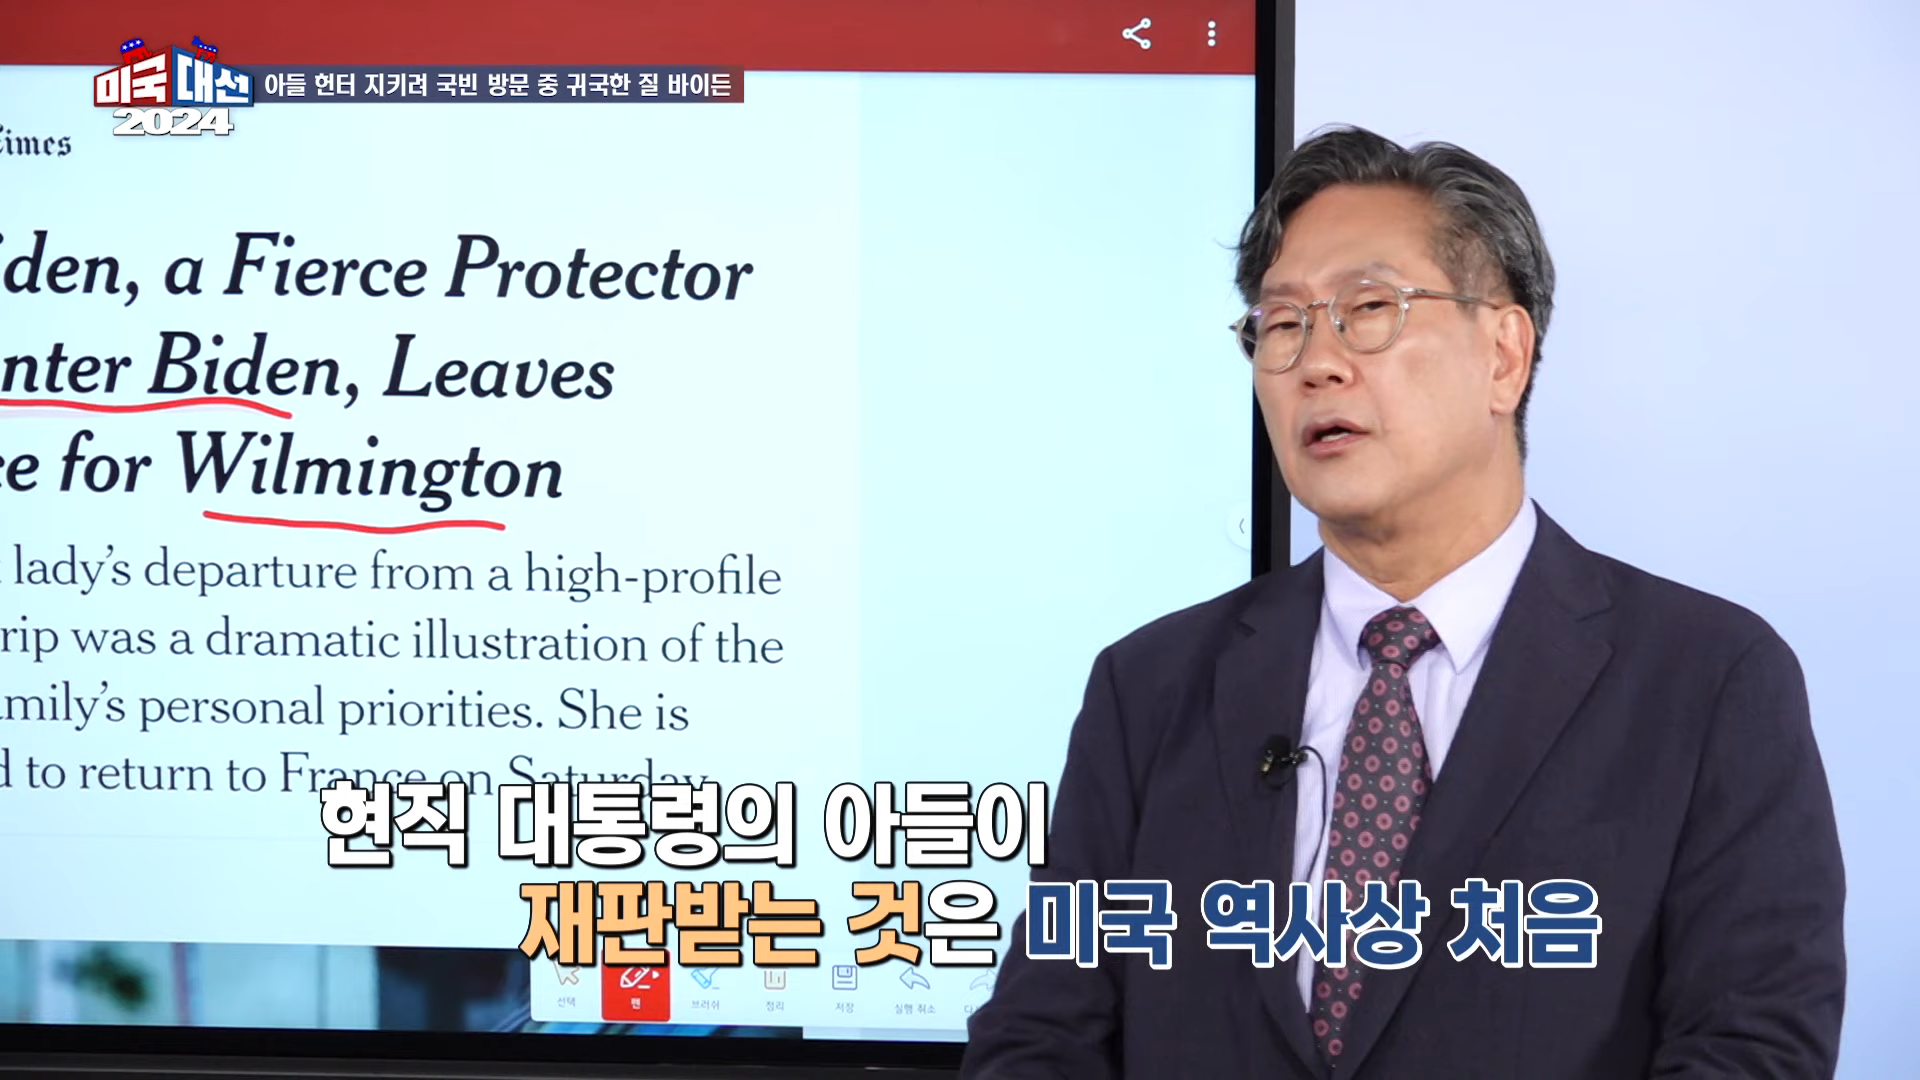 미국 대선
2024
아들 헌터 지키려 국빈 방문 중 귀국한 질 바이든
Times
iden, a Fierce Protector
nter Biden, Leaves
ce for Wilmington
lady's departure from a high-profile
rip was a dramatic illustration of the
amily's personal priorities. She is
d to return to France on Saturday.
현직 대통령의 아들이
재판받는 것은 미국 역사상 처음
선택
펜
브러쉬
정리
저장
실행 취소